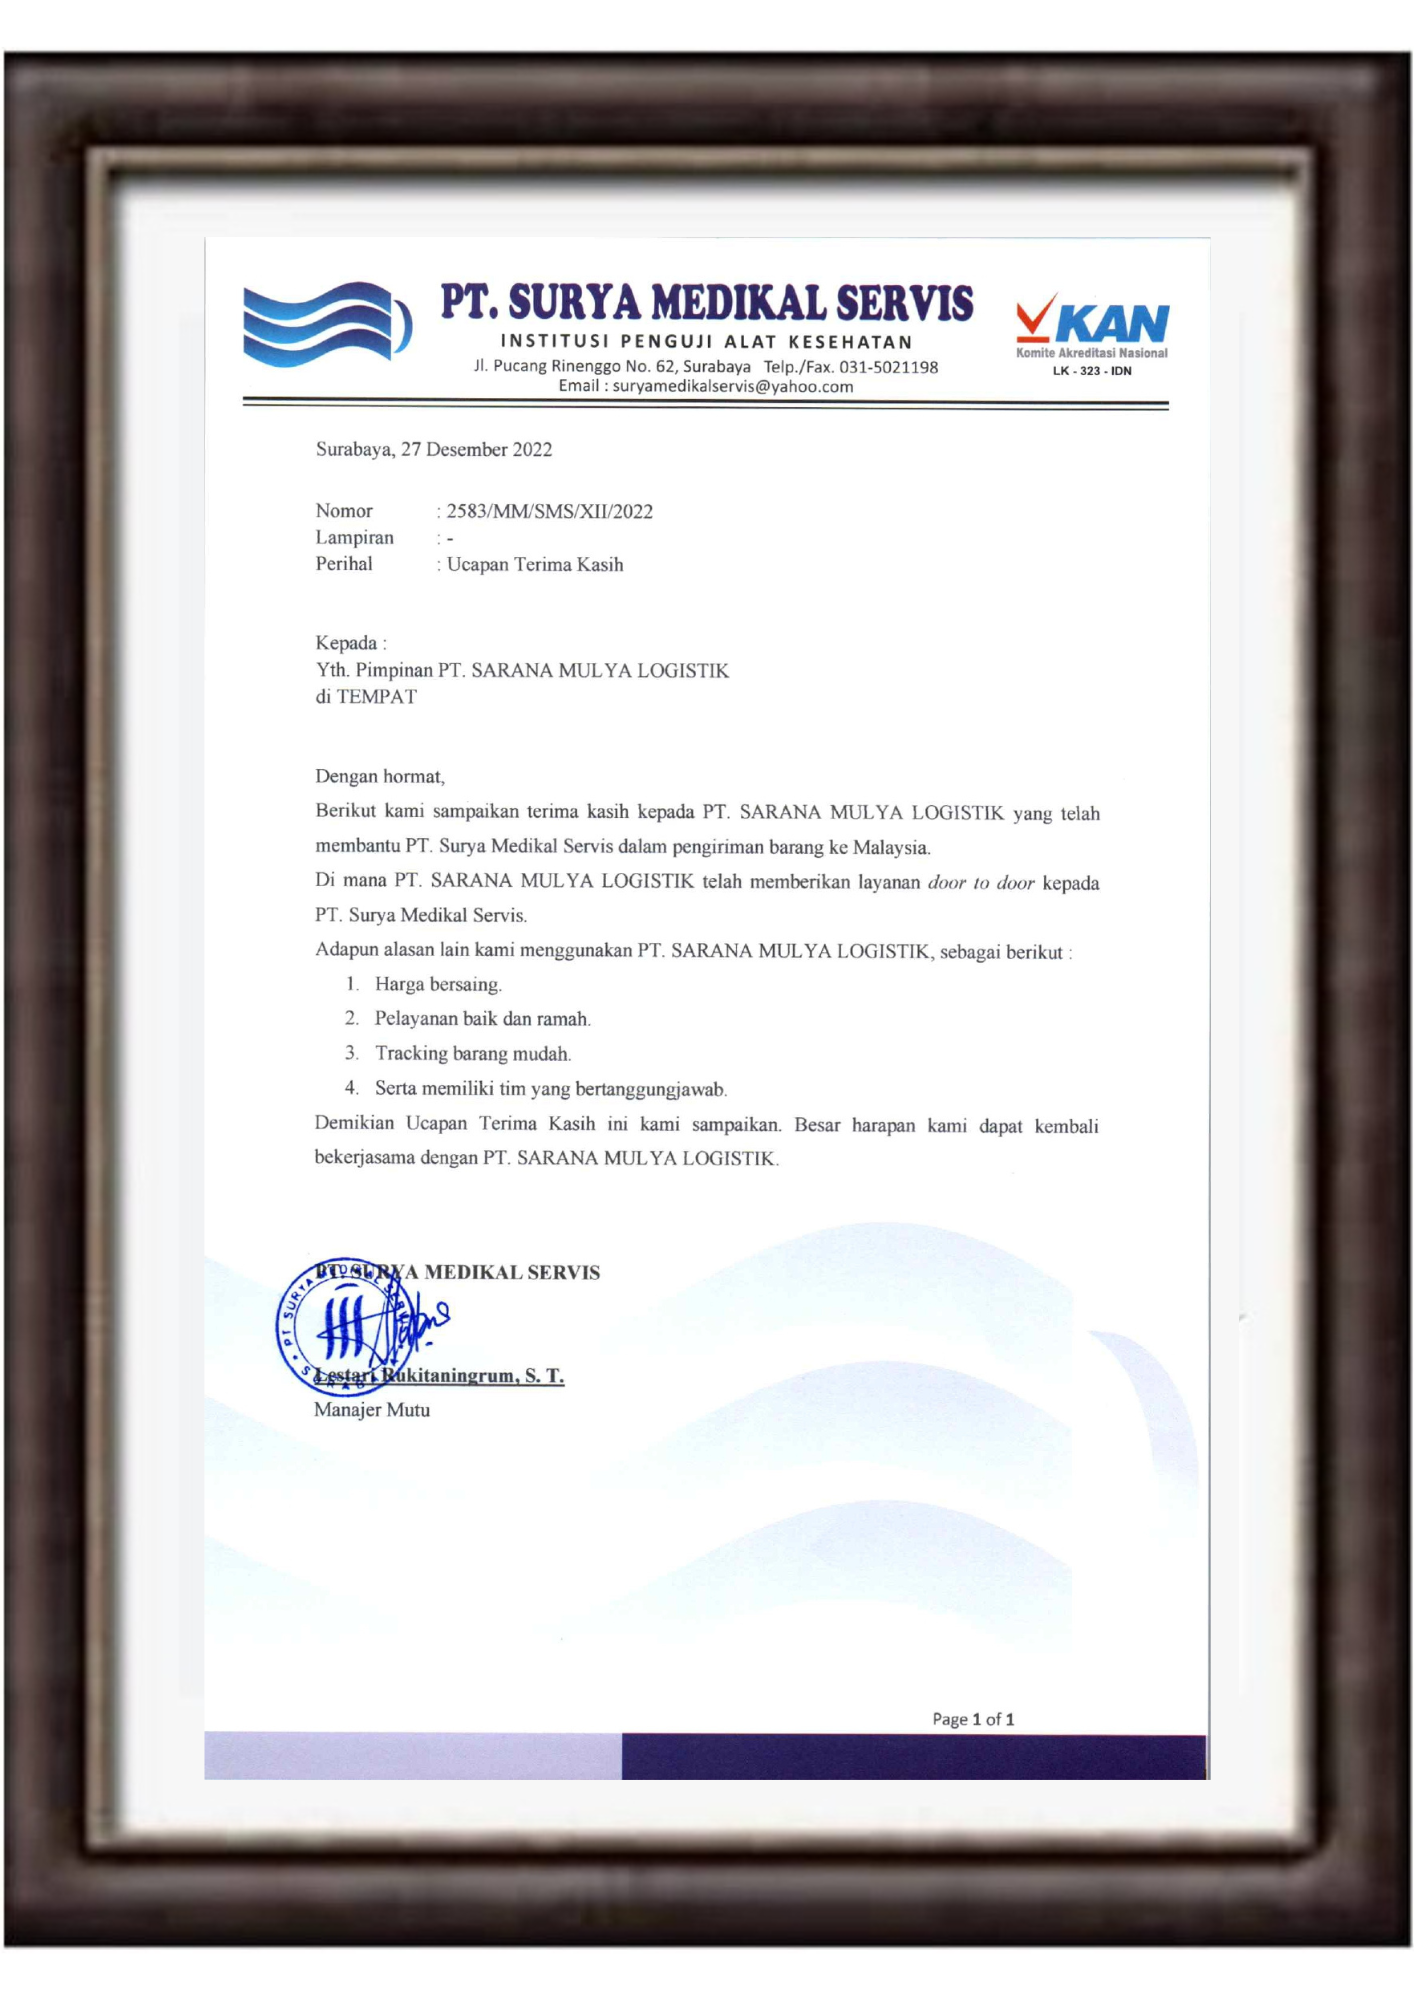 PT. SURYA MEDIKAL SERVIS
INSTITUSI PENGUJI ALAT KESEHATAN
Jl. Pucang Rinenggo No. 62, Surabaya Telp./Fax. 031-5021198
Email : suryamedikalservis@yahoo.com
KAN
Komite Akreditasi Nasional
LK - 323 - IDN
Surabaya, 27 Desember 2022
Nomor : 2583/MM/SMS/XII/2022
Lampiran : -
Perihal : Ucapan Terima Kasih
Kepada :
Yth. Pimpinan PT. SARANA MULYA LOGISTIK
di TEMPAT
Dengan hormat,
Berikut kami sampaikan terima kasih kepada PT. SARANA MULYA LOGISTIK yang telah
membantu PT. Surya Medikal Servis dalam pengiriman barang ke Malaysia.
Di mana PT. SARANA MULYA LOGISTIK telah memberikan layanan door to door kepada
PT. Surya Medikal Servis.
Adapun alasan lain kami menggunakan PT. SARANA MULYA LOGISTIK, sebagai berikut :
1. Harga bersaing.
2. Pelayanan baik dan ramah.
3. Tracking barang mudah.
4. Serta memiliki tim yang bertanggungjawab.
Demikian Ucapan Terima Kasih ini kami sampaikan. Besar harapan kami dapat kembali
bekerjasama dengan PT. SARANA MULYA LOGISTIK.
PT. SURYA MEDIKAL SERVIS
PT SURYA MEDIKAL SERVIS
SURABAYA
Lestari Rukitaningrum, S. T.
Manajer Mutu
Page 1 of 1